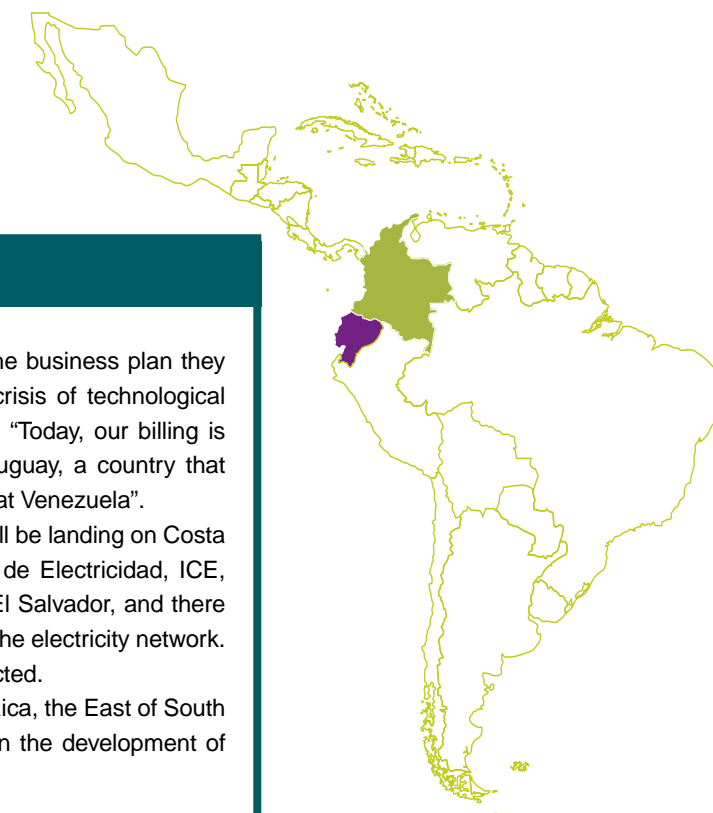 ne business plan they
crisis of technological
“Today, our billing is
uguay, a country that
at Venezuela”.
ll be landing on Costa
de Electricidad, ICE,
El Salvador, and there
he electricity network.
cted.
ica, the East of South
n the development of